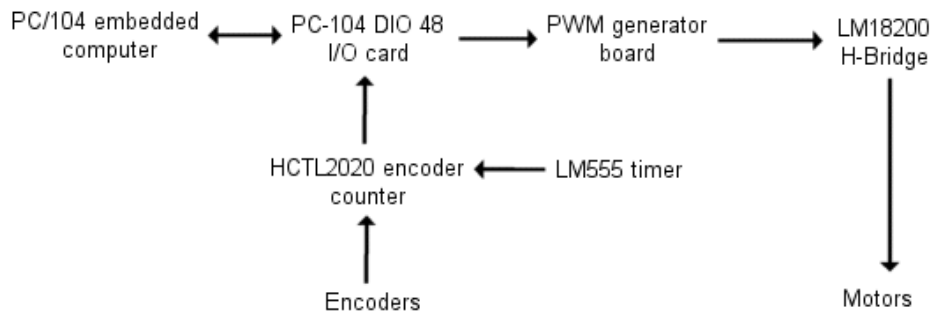 PC/104 embedded
computer
PC-104 DIO 48
I/O card
PWM generator
board
LM18200
H-Bridge
HCTL2020 encoder
counter
LM555 timer
Encoders
Motors